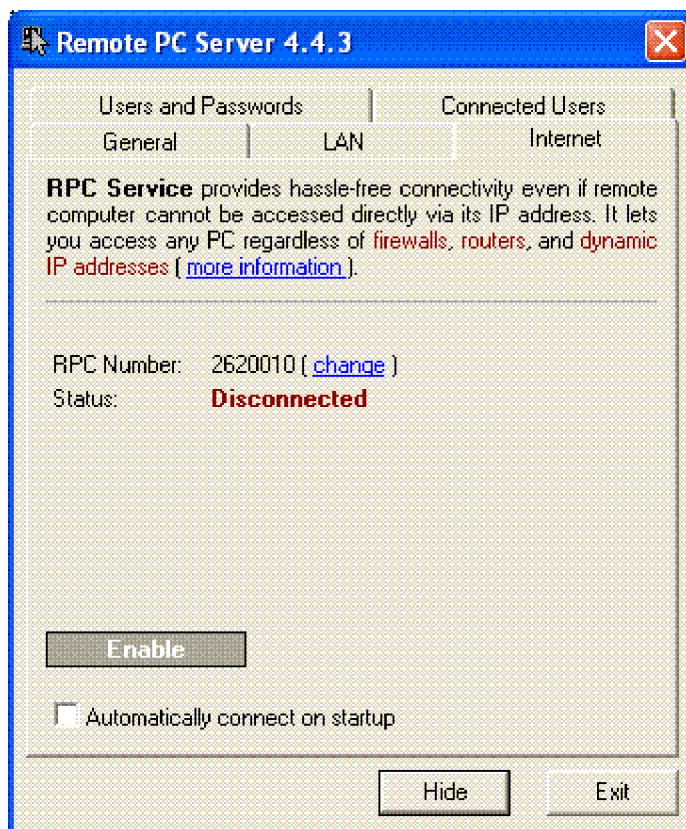 Remote PC Server 4.4.3
Users and Passwords
Connected Users
General
LAN
Internet
RPC Service provides hassle-free connectivity even if remote
computer cannot be accessed directly via its IP address. It lets
you access any PC regardless of firewalls, routers, and dynamic
IP addresses ( more information ).
RPC Number: 2620010 ( change )
Status: Disconnected
Enable
Automatically connect on startup
Hide
Exit